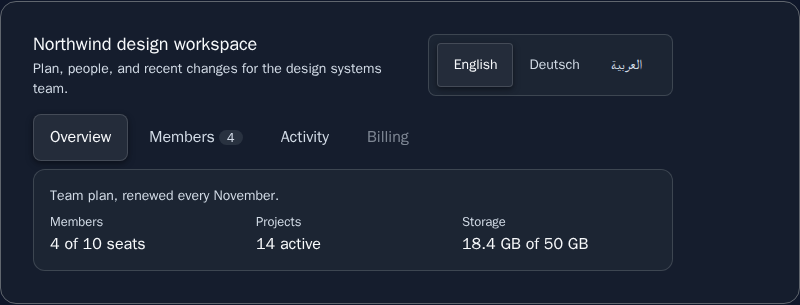 Northwind design workspace
Plan, people, and recent changes for the design systems
team.
English
Deutsch
العربية
Overview
Members 4
Activity
Billing
Team plan, renewed every November.
Members
Projects
Storage
4 of 10 seats
14 active
18.4 GB of 50 GB